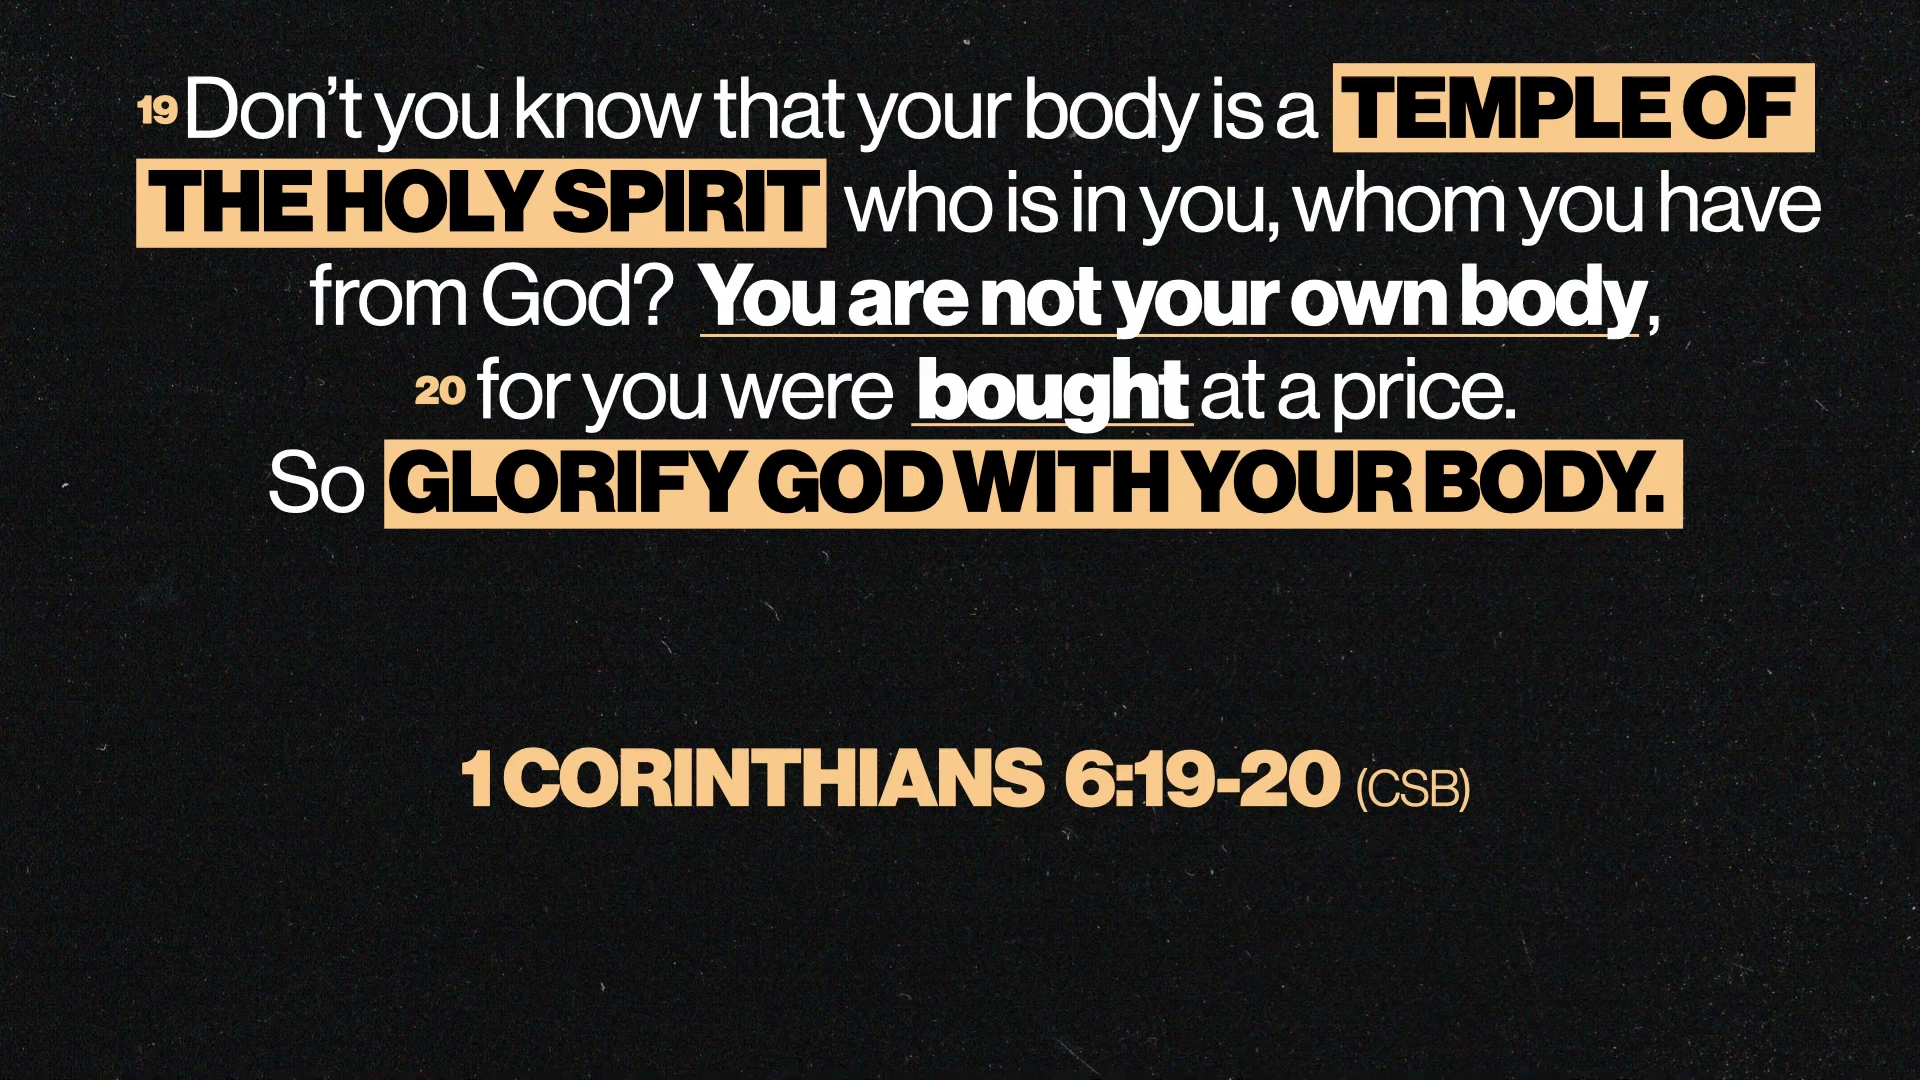 19 Don't you know that your body is a TEMPLE OF
THE HOLY SPIRIT who is in you, whom you have
from God? You are not your own body,
20 for you were bought at a price.
So GLORIFY GOD WITH YOUR BODY.
1 CORINTHIANS 6:19-20 (CSB)